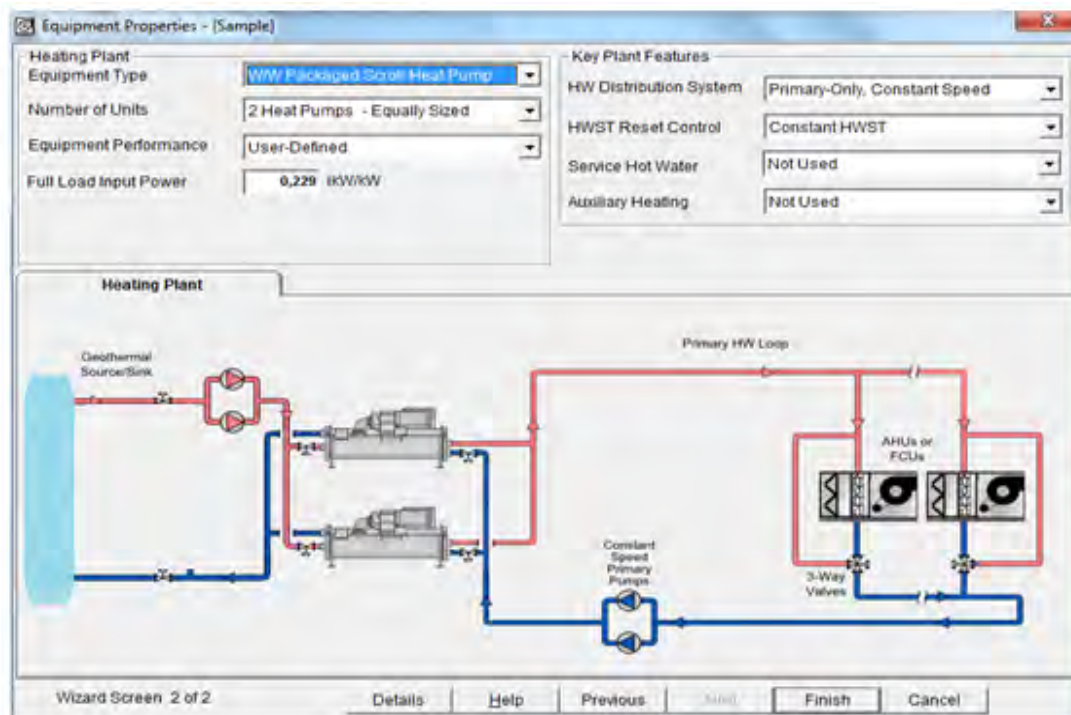 Equipment Properties - [Sample]
Heating Plant
Equipment Type
W/W Packaged Scroll Heat Pump
Number of Units
2 Heat Pumps - Equally Sized
Equipment Performance
User-Defined
Full Load Input Power
0,229 kW/kW
Key Plant Features
HW Distribution System
Primary-Only, Constant Speed
HWST Reset Control
Constant HWST
Service Hot Water
Not Used
Auxiliary Heating
Not Used
Heating Plant
Geothermal
Source/Sink
Primary HW Loop
AHUs or
FCUs
Constant
Speed
Primary
Pumps
3-Way
Valves
Wizard Screen 2 of 2
Details
Help
Previous
Next
Finish
Cancel